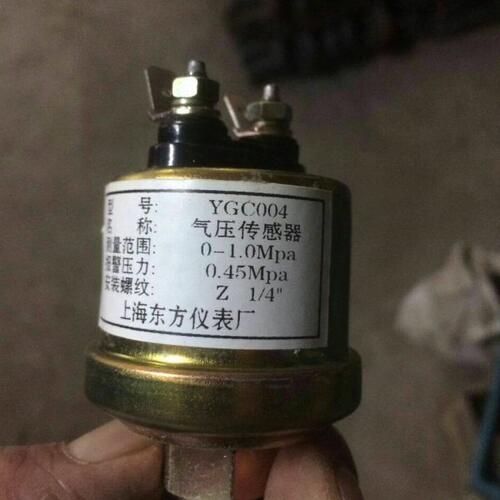 型 号: YGC004
名 称: 气压传感器
测量范围: 0-1.0Mpa
报警压力: 0.45Mpa
安装螺纹: Z 1/4"
上海东方仪表厂